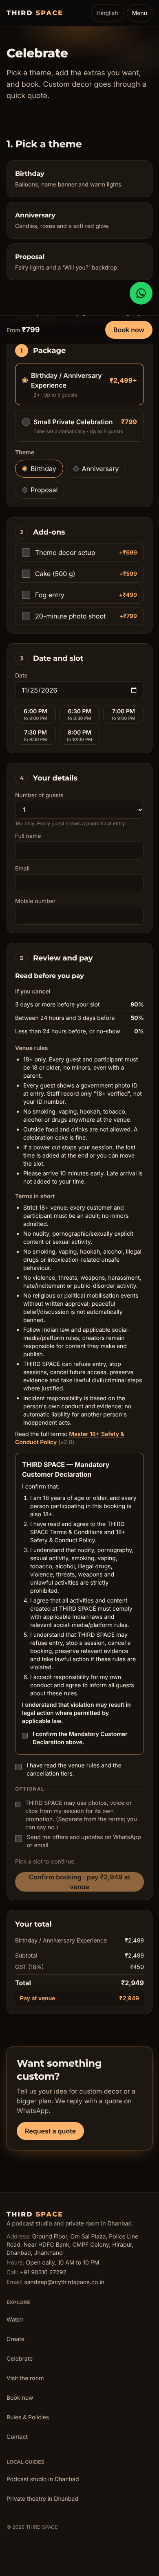 THIRD SPACE
Hinglish
Menu
Celebrate
Pick a theme, add the extras you want,
and book. Custom decor goes through a
quick quote.
1. Pick a theme
Birthday
Balloons, name banner and warm lights.
Anniversary
Candles, roses and a soft red glow.
Proposal
Fairy lights and a "Will you?" backdrop.
From ₹799
Book now
1 Package
Birthday / Anniversary
Experience
₹2,499+
2h · Up to 5 guests
Small Private Celebration ₹799
Time set automatically · Up to 5 guests
Theme
Birthday
Anniversary
Proposal
2 Add-ons
Theme decor setup +₹699
Cake (500 g) +₹599
Fog entry +₹499
20-minute photo shoot +₹799
3 Date and slot
Date
11/25/2026
6:00 PM
to 8:00 PM
6:30 PM
to 8:30 PM
7:00 PM
to 9:00 PM
7:30 PM
to 9:30 PM
8:00 PM
to 10:00 PM
4 Your details
Number of guests
1
18+ only. Every guest shows a photo ID at entry.
Full name
Email
Mobile number
5 Review and pay
Read before you pay
If you cancel
3 days or more before your slot 90%
Between 24 hours and 3 days before 50%
Less than 24 hours before, or no-show 0%
Venue rules
• 18+ only. Every guest and participant must
be 18 or older; no minors, even with a
parent.
• Every guest shows a government photo ID
at entry. Staff record only "18+ verified", not
your ID number.
• No smoking, vaping, hookah, tobacco,
alcohol or drugs anywhere at the venue.
• Outside food and drinks are not allowed. A
celebration cake is fine.
• If a power cut stops your session, the lost
time is added at the end or you can move
the slot.
• Please arrive 10 minutes early. Late arrival is
not added to your time.
Terms in short
• Strict 18+ venue: every customer and
participant must be an adult; no minors
admitted.
• No nudity, pornographic/sexually explicit
content or sexual activity.
• No smoking, vaping, hookah, alcohol, illegal
drugs or intoxication-related unsafe
behaviour.
• No violence, threats, weapons, harassment,
hate/incitement or public-disorder activity.
• No religious or political mobilisation events
without written approval; peaceful
belief/discussion is not automatically
banned.
• Follow Indian law and applicable social-
media/platform rules; creators remain
responsible for content they make and
publish.
• THIRD SPACE can refuse entry, stop
sessions, cancel future access, preserve
evidence and take lawful civil/criminal steps
where justified.
• Incident responsibility is based on the
person's own conduct and evidence; no
automatic liability for another person's
independent acts.
Read the full terms: Master 18+ Safety &
Conduct Policy (v2.0)
THIRD SPACE — Mandatory
Customer Declaration
I confirm that:
1. I am 18 years of age or older, and every
person participating in this booking is
also 18+.
2. I have read and agree to the THIRD
SPACE Terms & Conditions and 18+
Safety & Conduct Policy.
3. I understand that nudity, pornography,
sexual activity, smoking, vaping,
tobacco, alcohol, illegal drugs,
violence, threats, weapons and
unlawful activities are strictly
prohibited.
4. I agree that all activities and content
created at THIRD SPACE must comply
with applicable Indian laws and
relevant social-media/platform rules.
5. I understand that THIRD SPACE may
refuse entry, stop a session, cancel a
booking, preserve relevant evidence
and take lawful action if these rules are
violated.
6. I accept responsibility for my own
conduct and agree to inform all guests
about these rules.
I understand that violation may result in
legal action where permitted by
applicable law.
I confirm the Mandatory Customer
Declaration above.
I have read the venue rules and the
cancellation tiers.
OPTIONAL
THIRD SPACE may use photos, voice or
clips from my session for its own
promotion. (Separate from the terms; you
can say no.)
Send me offers and updates on WhatsApp
or email.
Pick a slot to continue.
Confirm booking · pay ₹2,949 at
venue
Your total
Birthday / Anniversary Experience ₹2,499
Subtotal ₹2,499
GST (18%) ₹450
Total ₹2,949
Pay at venue ₹2,949
Want something
custom?
Tell us your idea for custom decor or a
bigger plan. We reply with a quote on
WhatsApp.
Request a quote
THIRD SPACE
A podcast studio and private room in Dhanbad.
Address: Ground Floor, Om Sai Plaza, Police Line
Road, Near HDFC Bank, CMPF Colony, Hirapur,
Dhanbad, Jharkhand
Hours: Open daily, 10 AM to 10 PM
Call: +91 90316 27292
Email: sandeep@mythirdspace.co.in
EXPLORE
Watch
Create
Celebrate
Visit the room
Book now
Rules & Policies
Contact
LOCAL GUIDES
Podcast studio in Dhanbad
Private theatre in Dhanbad
© 2026 THIRD SPACE